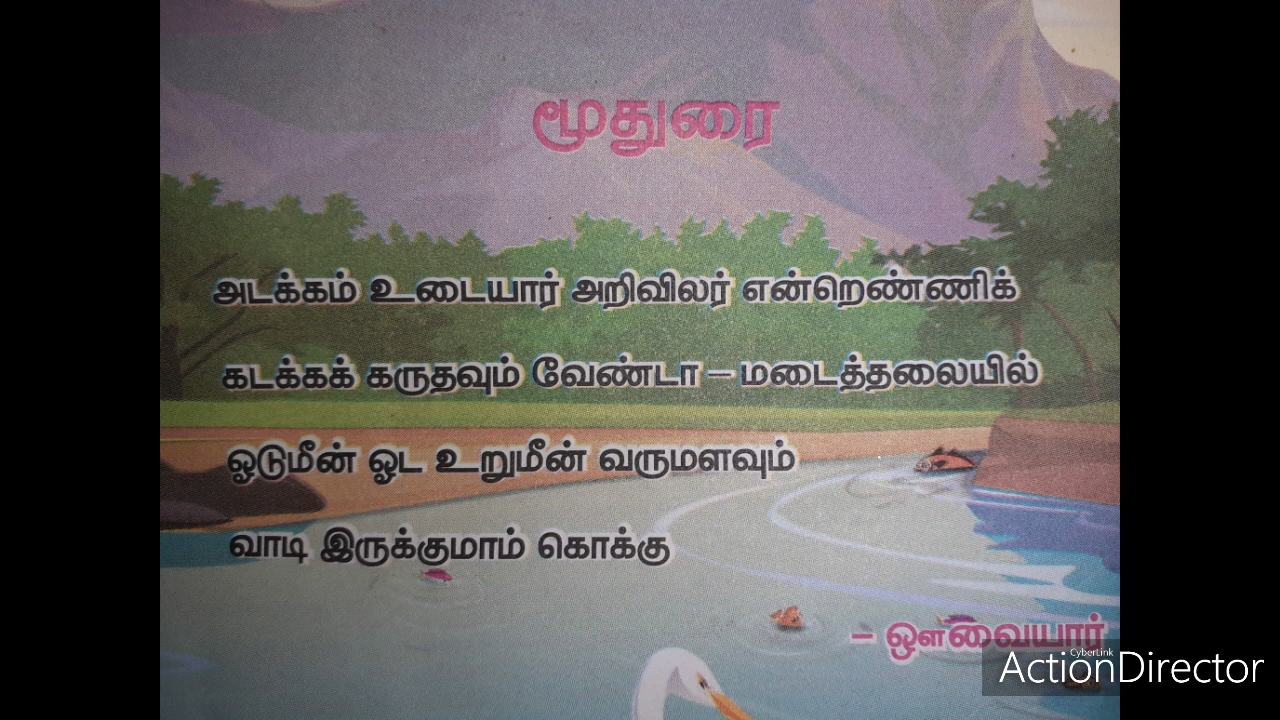 மூதுரை
அடக்கம் உடையார் அறிவிலர் என்றெண்ணிக்
கடக்கக் கருதவும் வேண்டா – மடைத்தலையில்
ஓடுமீன் ஓட உறுமீன் வருமளவும்
வாடி இருக்குமாம் கொக்கு
– ஔவையார்
CyberLink
ActionDirector